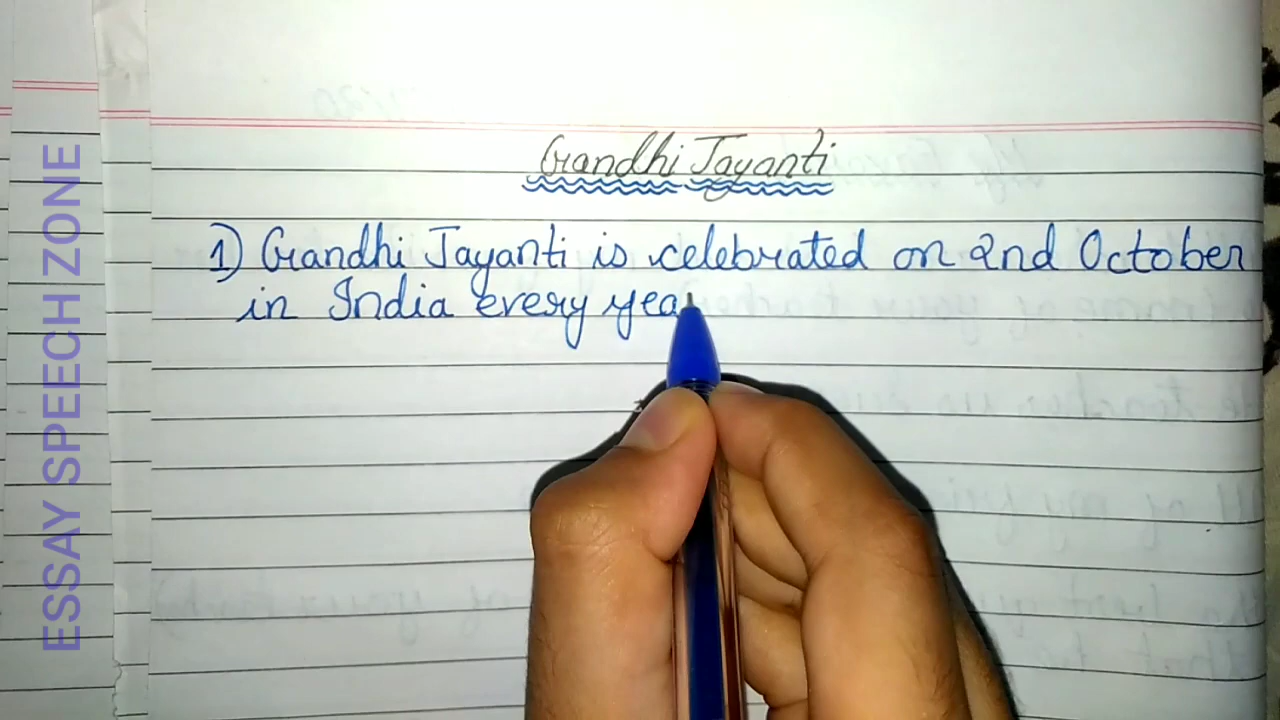 Gandhi Jayanti
1) Gandhi Jayanti is celebrated on 2nd October
in India every yea
ESSAY SPEECH ZONE